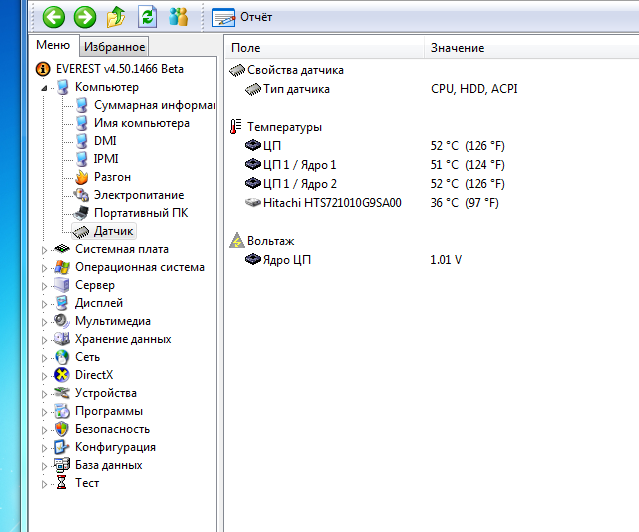 Отчёт
Меню Избранное
Поле Значение
EVEREST v4.50.1466 Beta
Компьютер
Суммарная информа
Имя компьютера
DMI
IPMI
Разгон
Электропитание
Портативный ПК
Датчик
Системная плата
Операционная система
Сервер
Дисплей
Мультимедиа
Хранение данных
Сеть
DirectX
Устройства
Программы
Безопасность
Конфигурация
База данных
Тест
Свойства датчика
Тип датчика CPU, HDD, ACPI
Температуры
ЦП 52 °C (126 °F)
ЦП 1 / Ядро 1 51 °C (124 °F)
ЦП 1 / Ядро 2 52 °C (126 °F)
Hitachi HTS721010G9SA00 36 °C (97 °F)
Вольтаж
Ядро ЦП 1.01 V